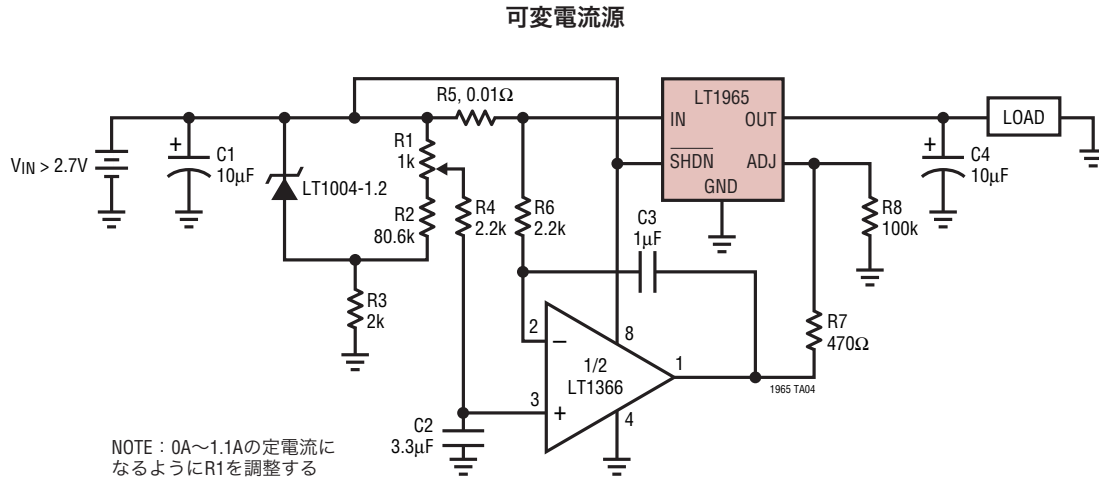 可変電流源
R5, 0.01Ω
LT1965
IN
OUT
LOAD
R1
1k
VIN > 2.7V
C1
10µF
LT1004-1.2
SHDN
ADJ
GND
C4
10µF
R2
80.6k
R4
2.2k
R6
2.2k
C3
1µF
R8
100k
R3
2k
R7
470Ω
2
8
1/2
LT1366
1
1965 TA04
3
4
C2
3.3µF
NOTE：0A～1.1Aの定電流に
なるようにR1を調整する